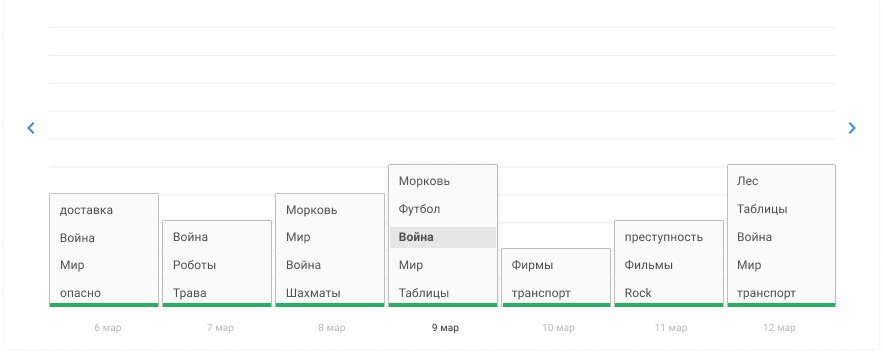 доставка
Война
Мир
опасно
6 мар
Война
Роботы
Трава
7 мар
Морковь
Мир
Война
Шахматы
8 мар
Морковь
Футбол
Война
Мир
Таблицы
9 мар
Фирмы
транспорт
10 мар
преступность
Фильмы
Rock
11 мар
Лес
Таблицы
Война
Мир
транспорт
12 мар